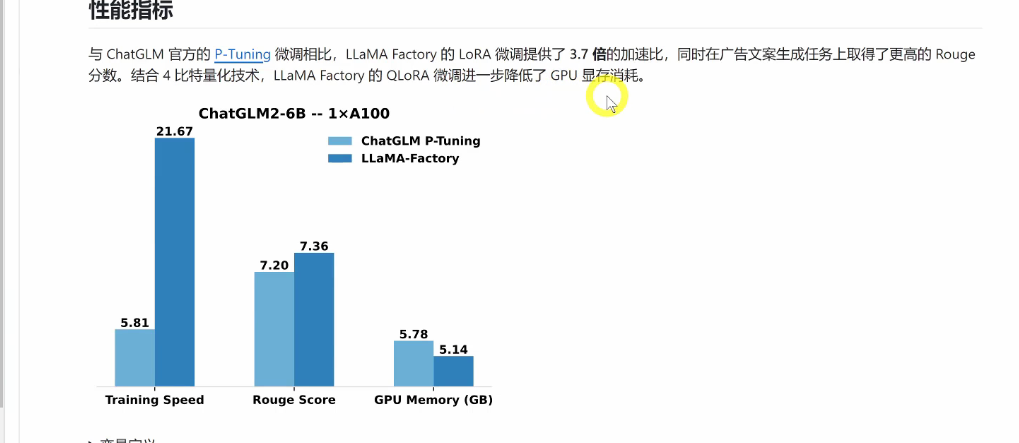 性能指标
与 ChatGLM 官方的 P-Tuning 微调相比，LLaMA Factory 的 LoRA 微调提供了 3.7 倍的加速比，同时在广告文案生成任务上取得了更高的 Rouge
分数。结合 4 比特量化技术，LLaMA Factory 的 QLoRA 微调进一步降低了 GPU 显存消耗。
ChatGLM2-6B -- 1×A100
21.67
ChatGLM P-Tuning
LLaMA-Factory
7.36
7.20
5.81
5.78
5.14
Training Speed Rouge Score GPU Memory (GB)
变量定义